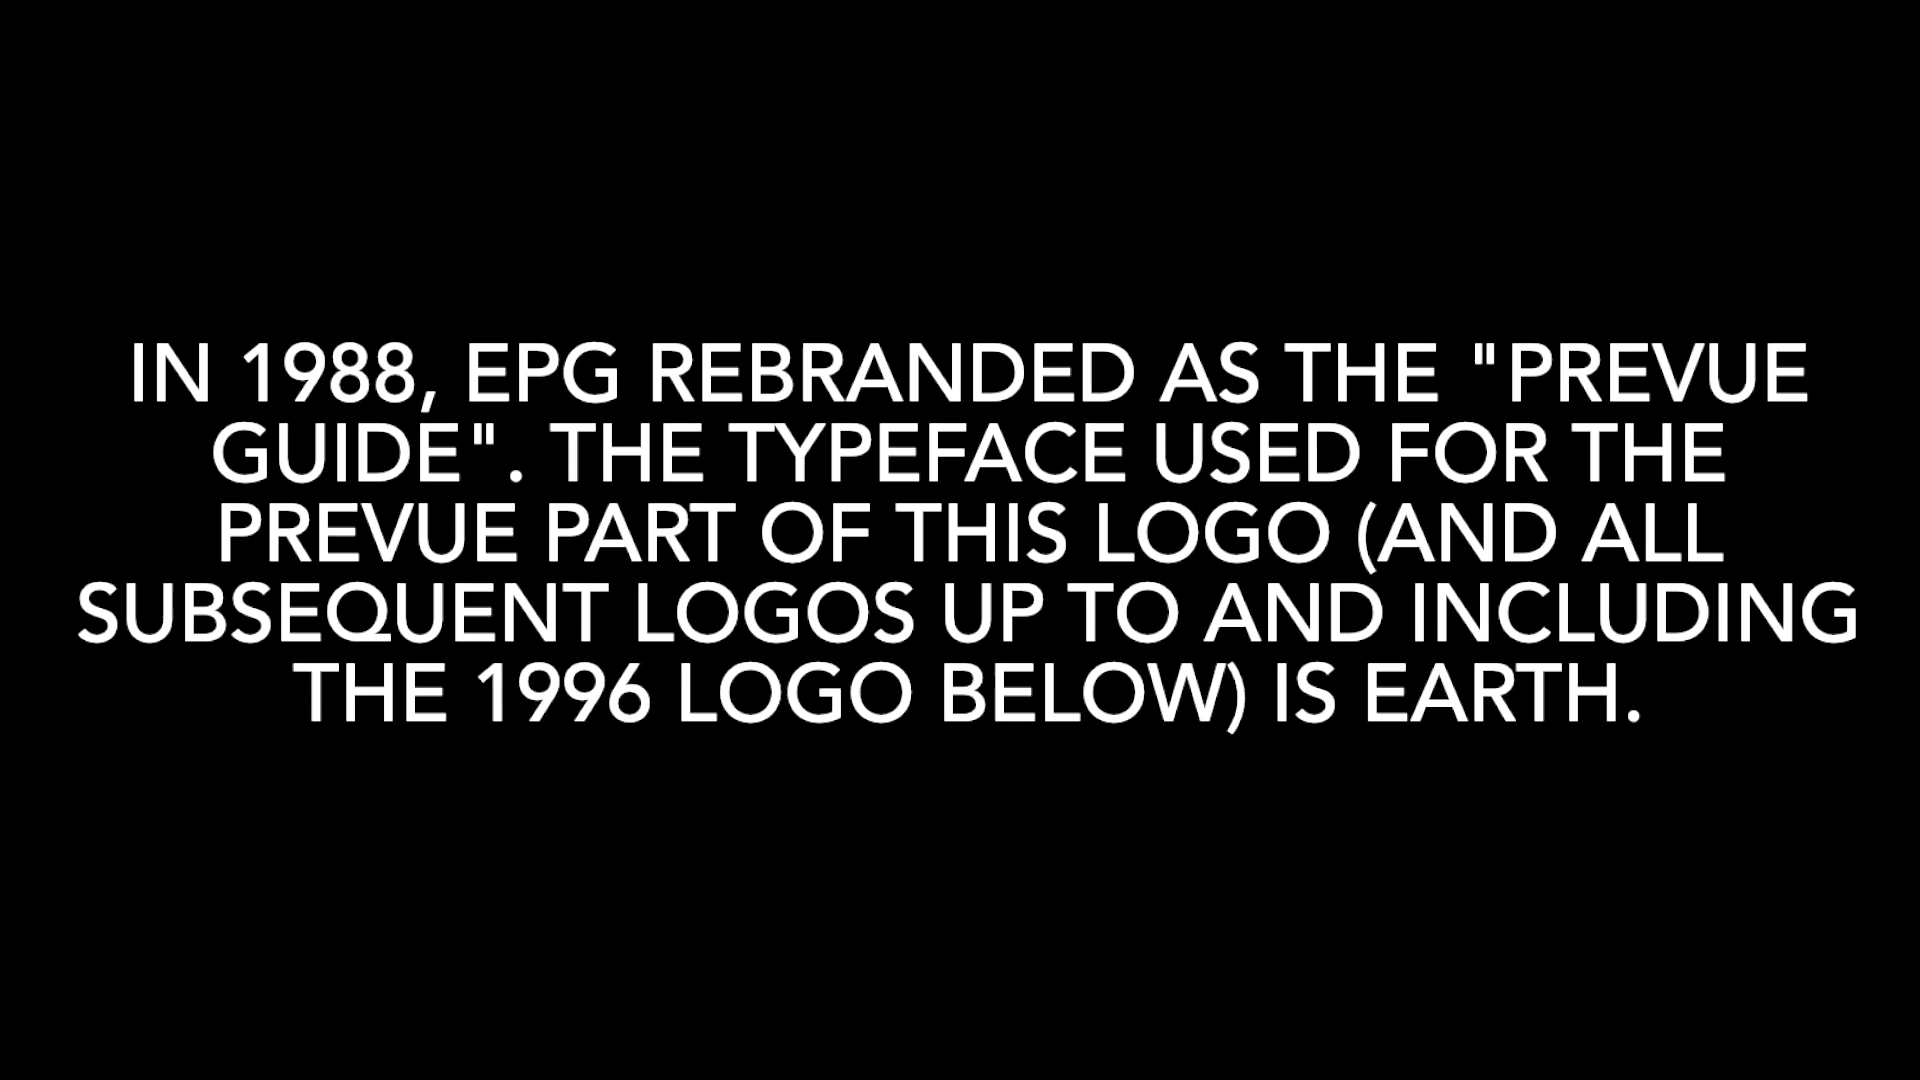 IN 1988, EPG REBRANDED AS THE "PREVUE
GUIDE". THE TYPEFACE USED FOR THE
PREVUE PART OF THIS LOGO (AND ALL
SUBSEQUENT LOGOS UP TO AND INCLUDING
THE 1996 LOGO BELOW) IS EARTH.